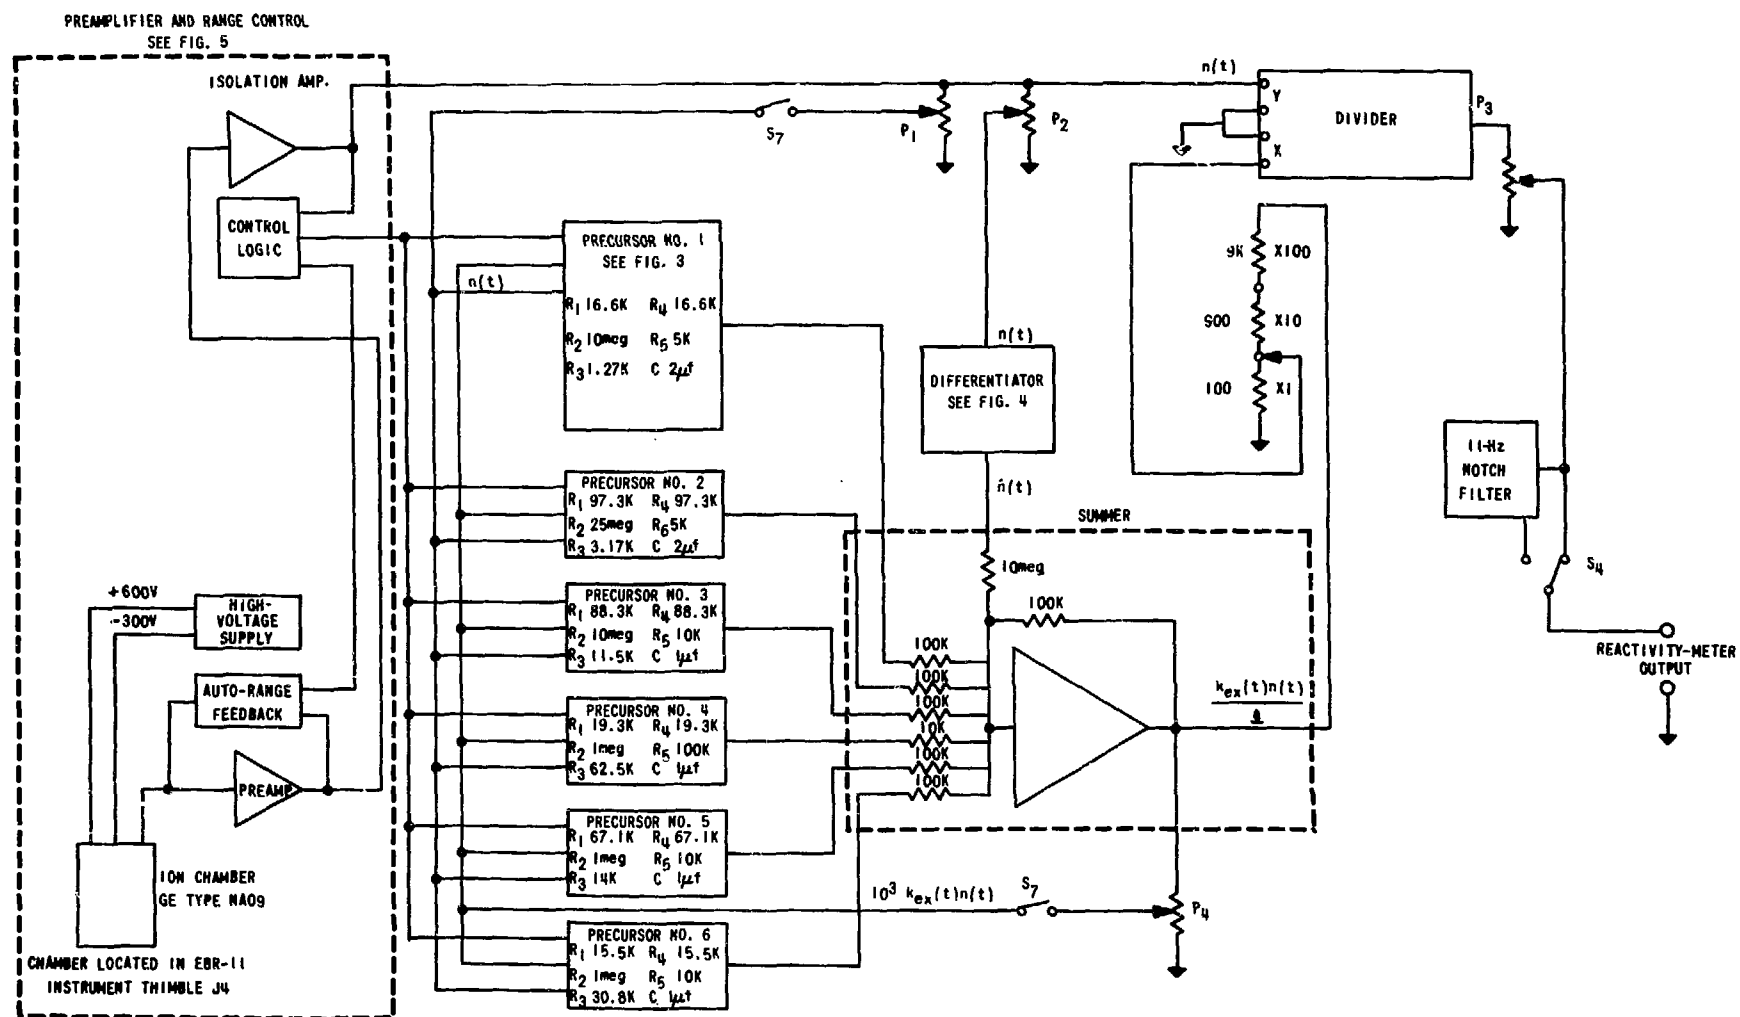 PREAMPLIFIER AND RANGE CONTROL
SEE FIG. 5
ISOLATION AMP.
CONTROL
LOGIC
+600V
-300V
HIGH-
VOLTAGE
SUPPLY
AUTO-RANGE
FEEDBACK
PREAMP
ION CHAMBER
GE TYPE NA09
CHAMBER LOCATED IN EBR-11
INSTRUMENT THIMBLE J4
n(t)
PRECURSOR NO. 1
SEE FIG. 3
R1 16.6K R4 16.6K
R2 10meg R5 5K
R3 1.27K C 2μf
PRECURSOR NO. 2
R1 97.3K R4 97.3K
R2 25meg R6 5K
R3 3.17K C 2μf
PRECURSOR NO. 3
R1 88.3K R4 88.3K
R2 10meg R5 10K
R3 11.5K C 1μf
PRECURSOR NO. 4
R1 19.3K R4 19.3K
R2 1meg R5 100K
R3 62.5K C 1μf
PRECURSOR NO. 5
R1 67.1K R4 67.1K
R2 1meg R5 10K
R3 14K C 1μf
PRECURSOR NO. 6
R1 15.5K R4 15.5K
R2 1meg R5 10K
R3 30.8K C 1μf
S7
P1
P2
n(t)
DIFFERENTIATOR
SEE FIG. 4
ṅ(t)
SUMMER
10meg
100K
100K
100K
100K
10K
100K
100K
kex(t)n(t)
10³ kex(t)n(t)
S7
P4
n(t)
Y
X
DIVIDER
P3
9K X100
900 X10
100 X1
11-Hz
NOTCH
FILTER
S4
REACTIVITY-METER
OUTPUT